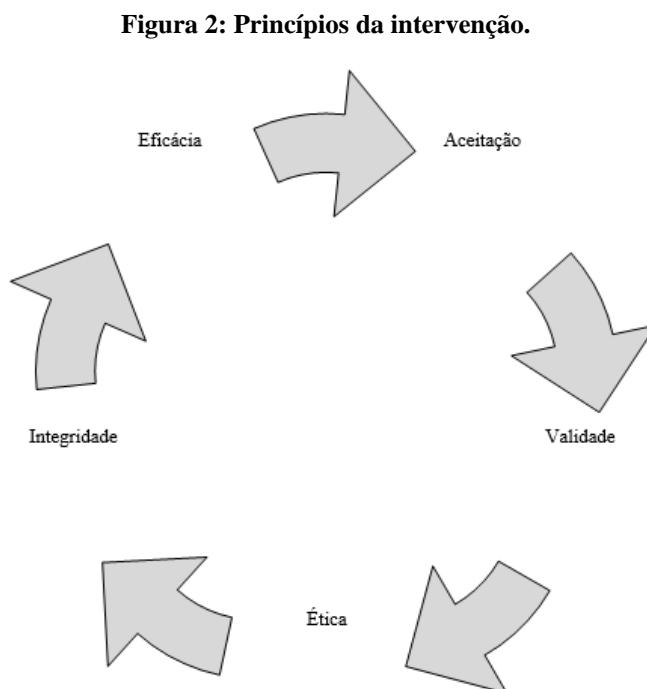 Figura 2: Princípios da intervenção.
Eficácia
Aceitação
Integridade
Validade
Ética